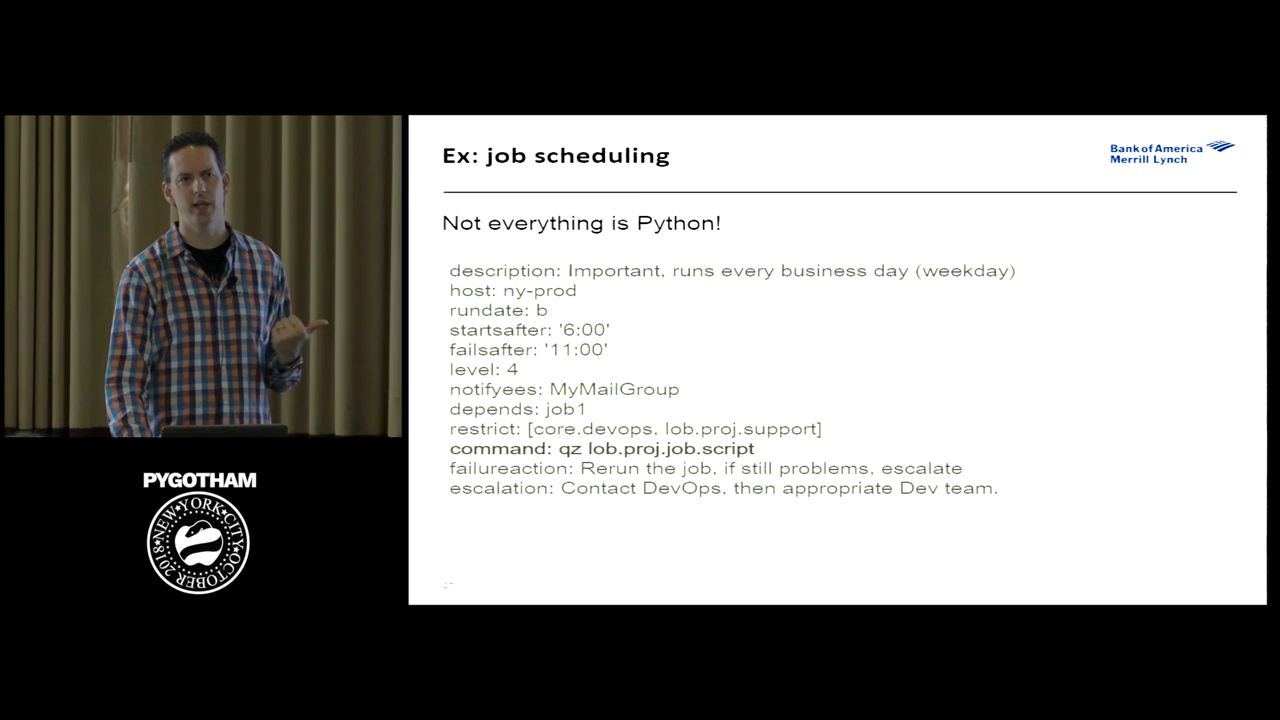 Ex: job scheduling
Bank of America
Merrill Lynch
Not everything is Python!
description: Important, runs every business day (weekday)
host: ny-prod
rundate: b
startsafter: '6:00'
failsafter: '11:00'
level: 4
notifyees: MyMailGroup
depends: job1
restrict: [core.devops, lob.proj.support]
command: qz lob.proj.job.script
failureaction: Rerun the job, if still problems, escalate
escalation: Contact DevOps, then appropriate Dev team.
PYGOTHAM
NEW★YORK★CITY★OCTOBER 2018★